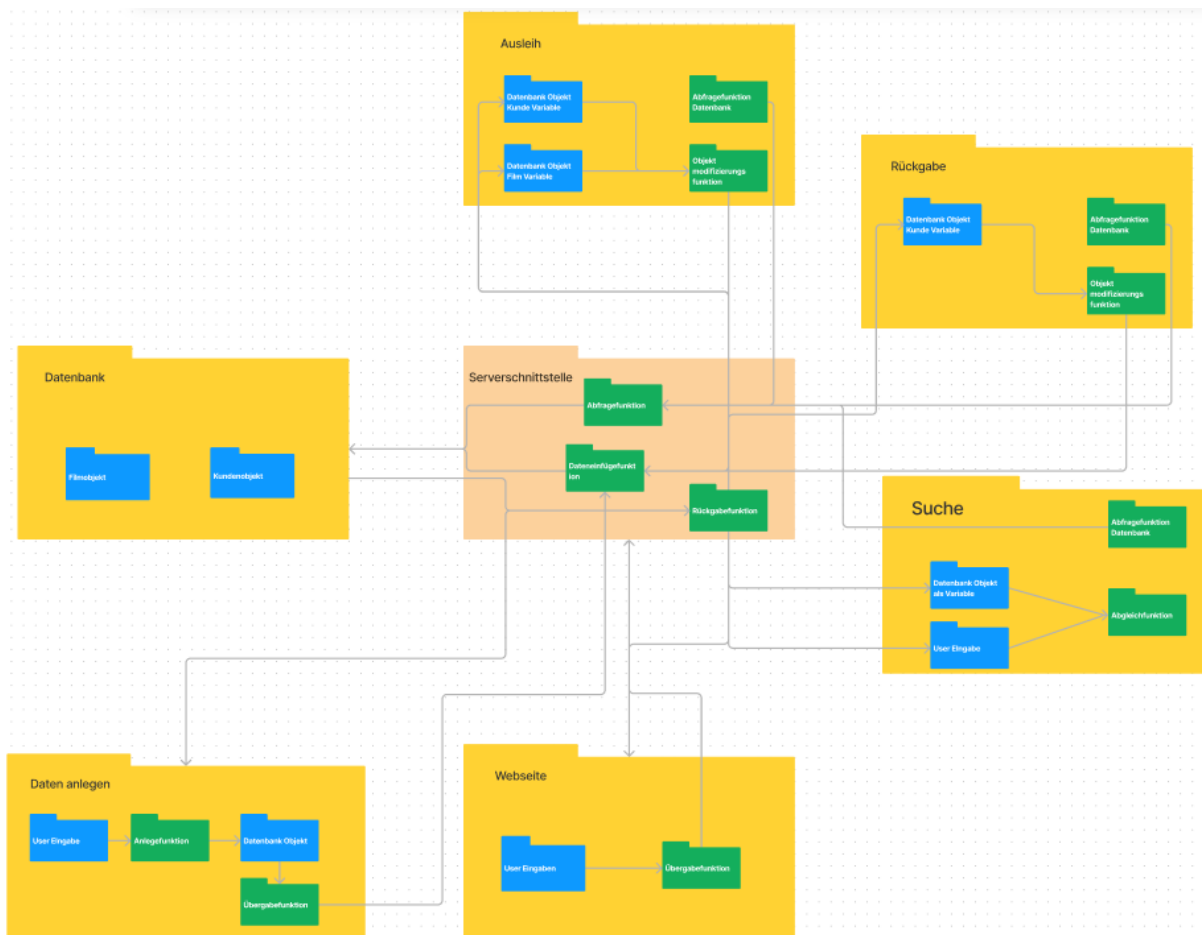 Ausleih
Datenbank Objekt
Kunde Variable
Abfragefunktion
Datenbank
Datenbank Objekt
Film Variable
Objekt
modifizierungs
funktion
Rückgabe
Datenbank Objekt
Kunde Variable
Abfragefunktion
Datenbank
Objekt
modifizierungs
funktion
Datenbank
Filmobjekt
Kundenobjekt
Serverschnittstelle
Abfragefunktion
Dateneinfügefunkt
ion
Rückgabefunktion
Suche
Abfragefunktion
Datenbank
Datenbank Objekt
als Variable
Abgleichfunktion
User Eingabe
Daten anlegen
User Eingabe
Anlegefunktion
Datenbank Objekt
Übergabefunktion
Webseite
User Eingaben
Übergabefunktion